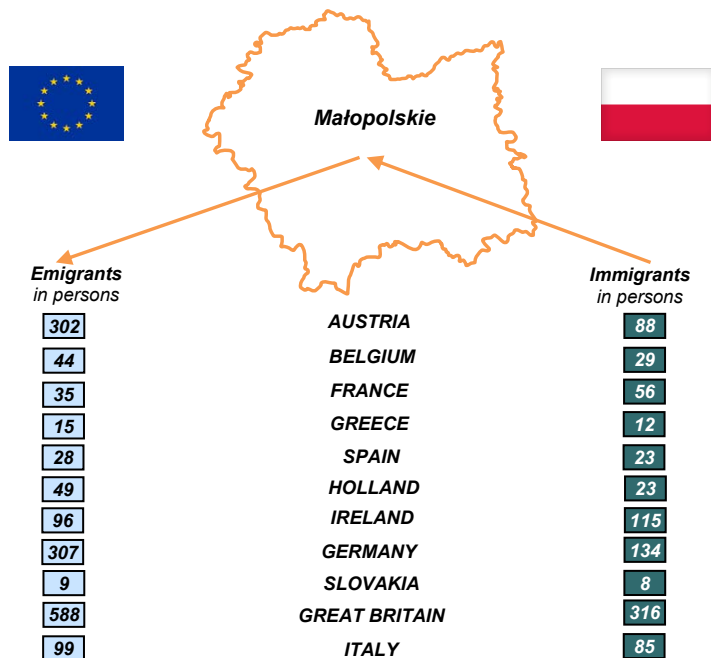 Małopolskie
Emigrants
in persons
Immigrants
in persons
302 AUSTRIA 88
44 BELGIUM 29
35 FRANCE 56
15 GREECE 12
28 SPAIN 23
49 HOLLAND 23
96 IRELAND 115
307 GERMANY 134
9 SLOVAKIA 8
588 GREAT BRITAIN 316
99 ITALY 85